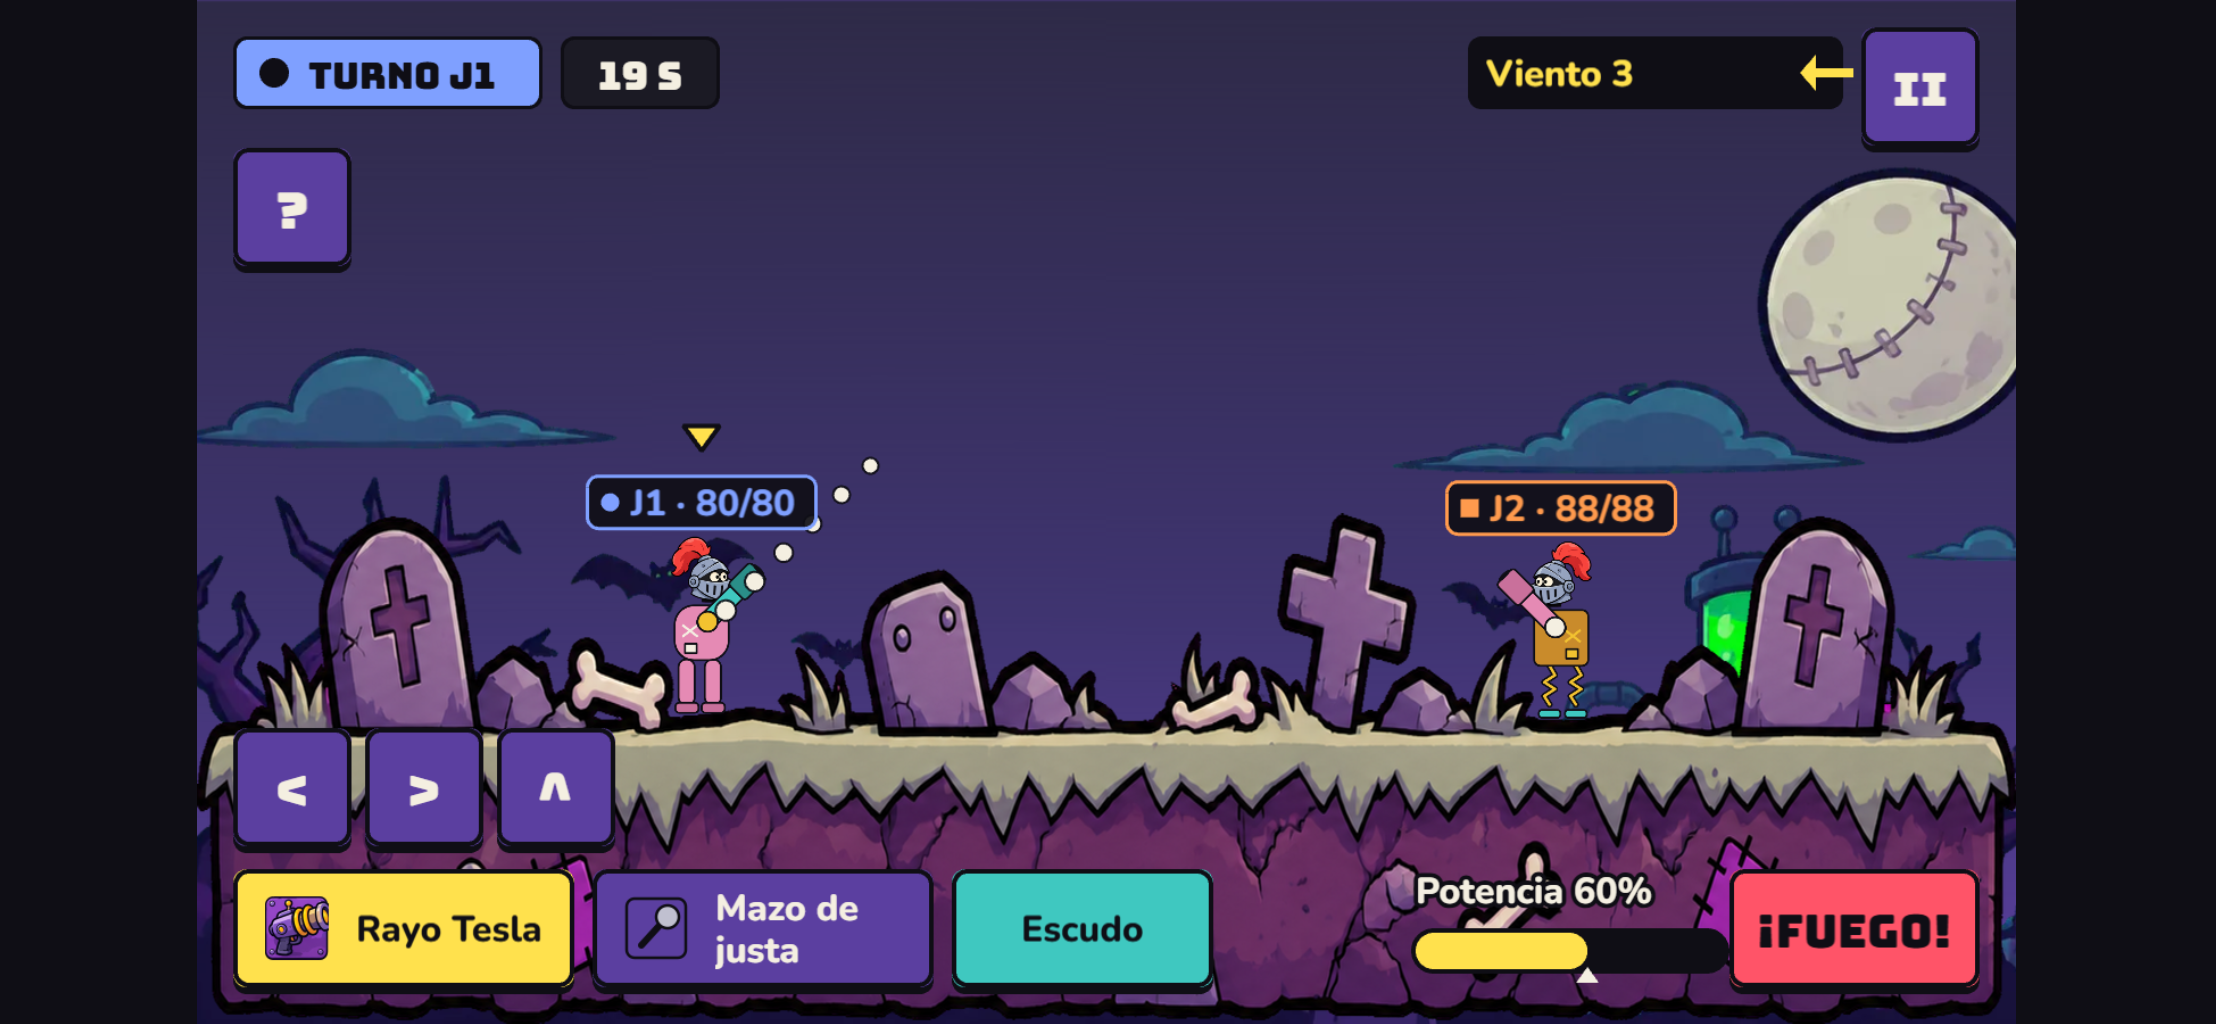 TURNO J1
19 S
Viento 3
II
?
J1 · 80/80
J2 · 88/88
<
>
^
Rayo Tesla
Mazo de
justa
Escudo
Potencia 60%
¡FUEGO!